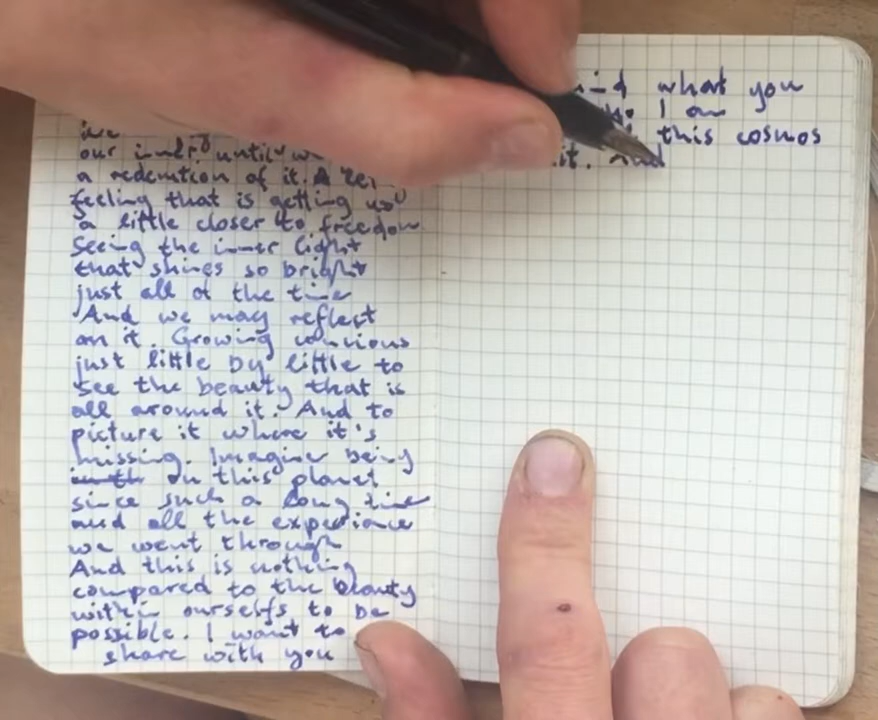 our inner until we
a redemtion of it. A
feeling that is getting us
a little closer to freedom
Seeing the inner light
that shines so bright
just all of the time
And we may reflect
on it. Growing concious
just little by little to
see the beauty that is
all around it. And to
picture it where it's
missing. Imagine being
on this planet
since such a long time
and all the experience
we went through
And this is nothing
compared to the beauty
within ourselfs to be
possible. I want to
share with you
what you
I am
this cosmos
it. And